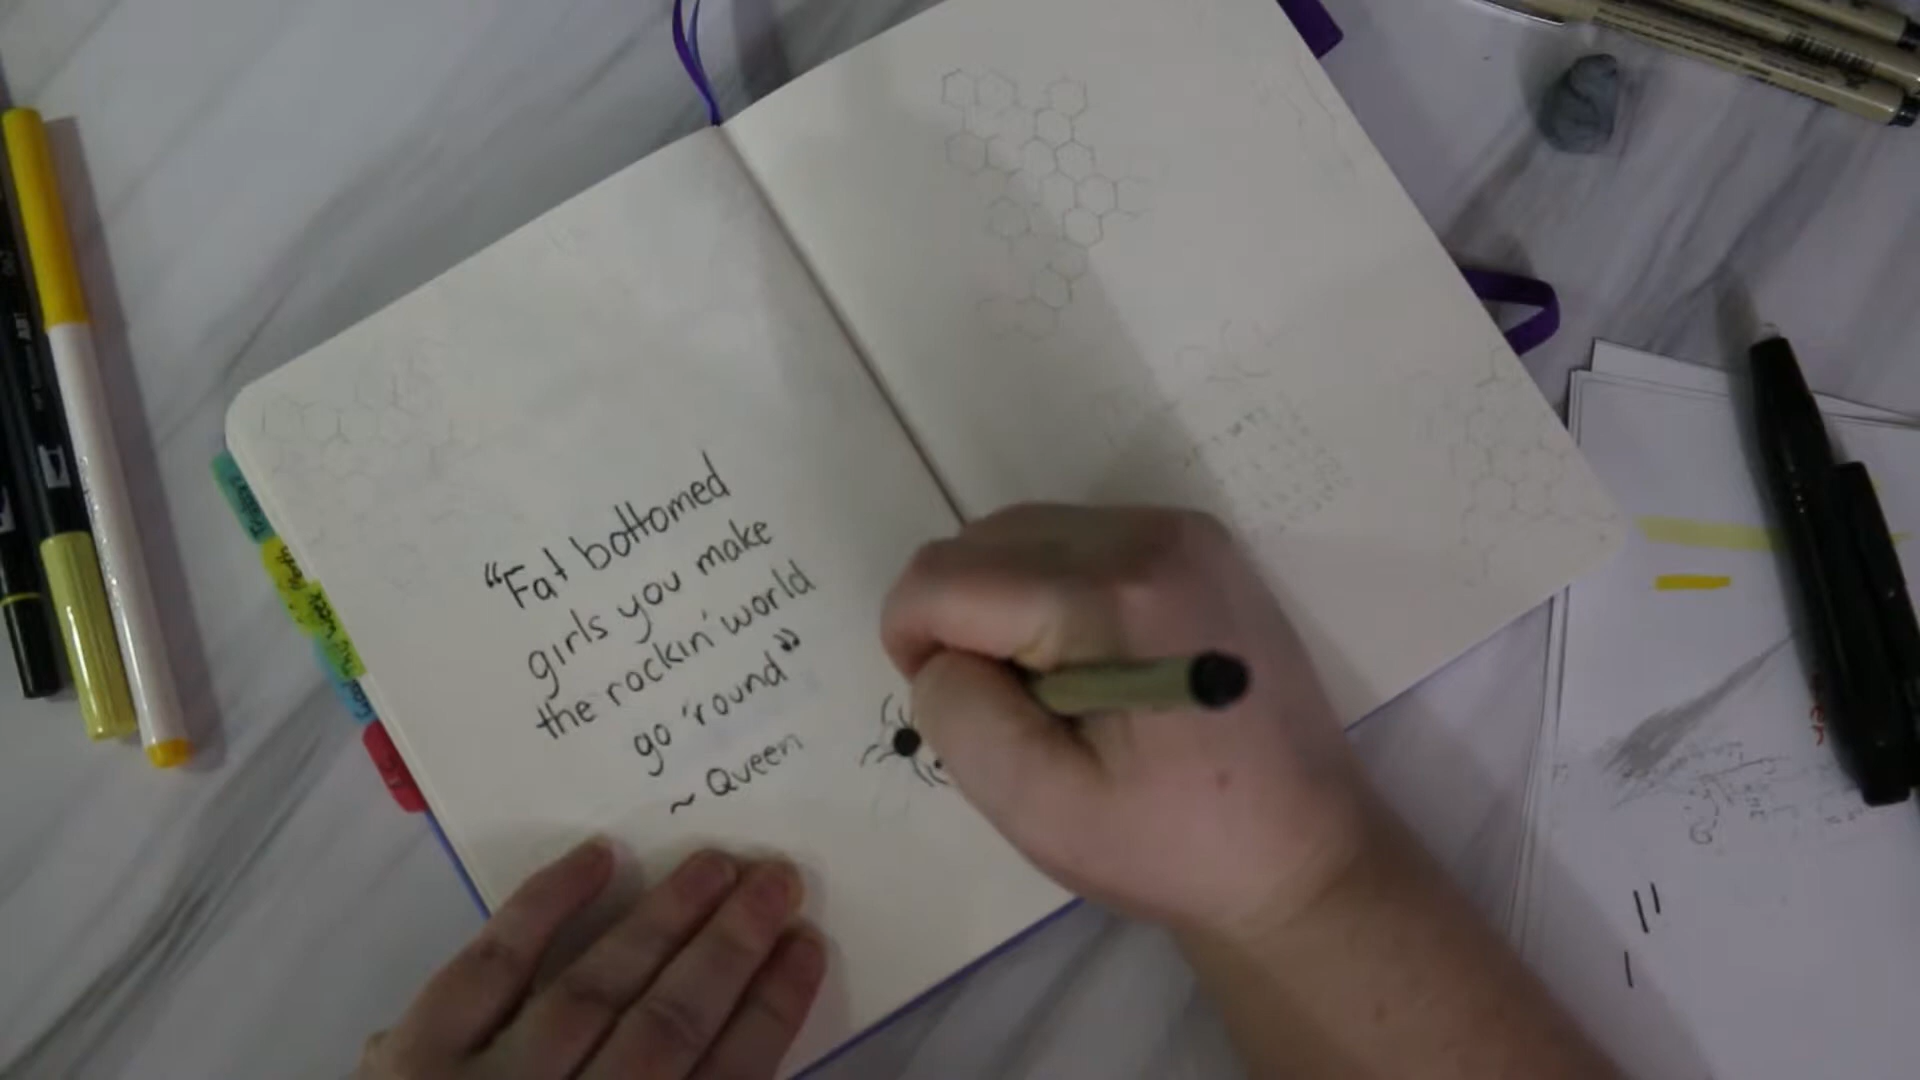 “Fat bottomed
girls you make
the rockin' world
go 'round”
~ Queen